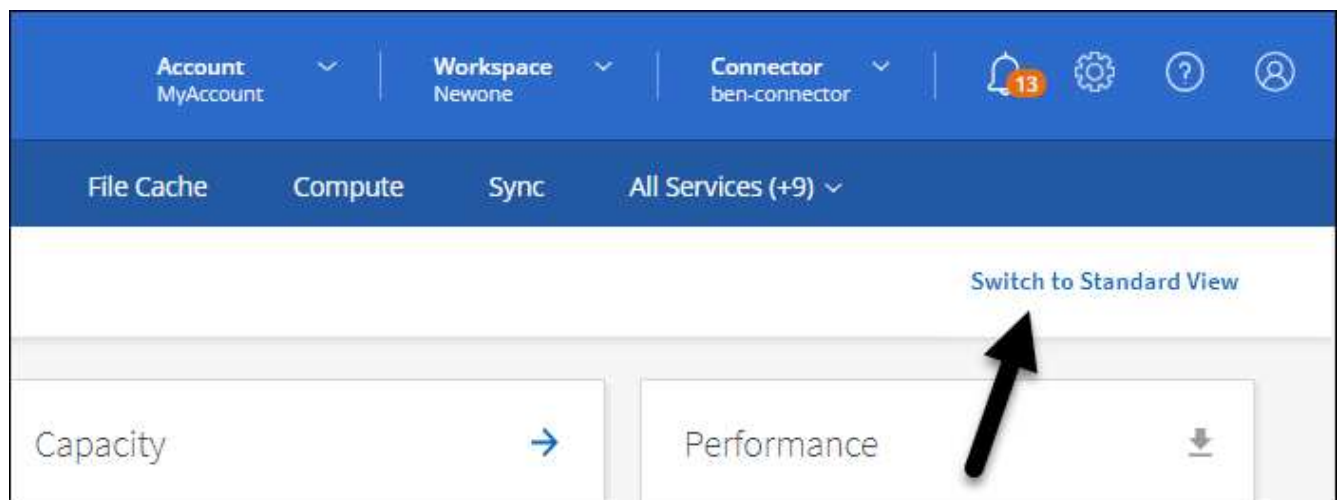 Account
MyAccount
Workspace
Newone
Connector
ben-connector
13
?
File Cache
Compute
Sync
All Services (+9)
Switch to Standard View
Capacity
Performance